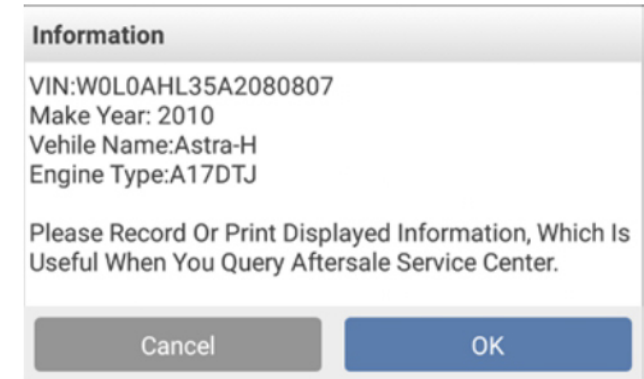 Information
VIN:W0L0AHL35A2080807
Make Year: 2010
Vehile Name:Astra-H
Engine Type:A17DTJ
Please Record Or Print Displayed Information, Which Is
Useful When You Query Aftersale Service Center.
Cancel
OK